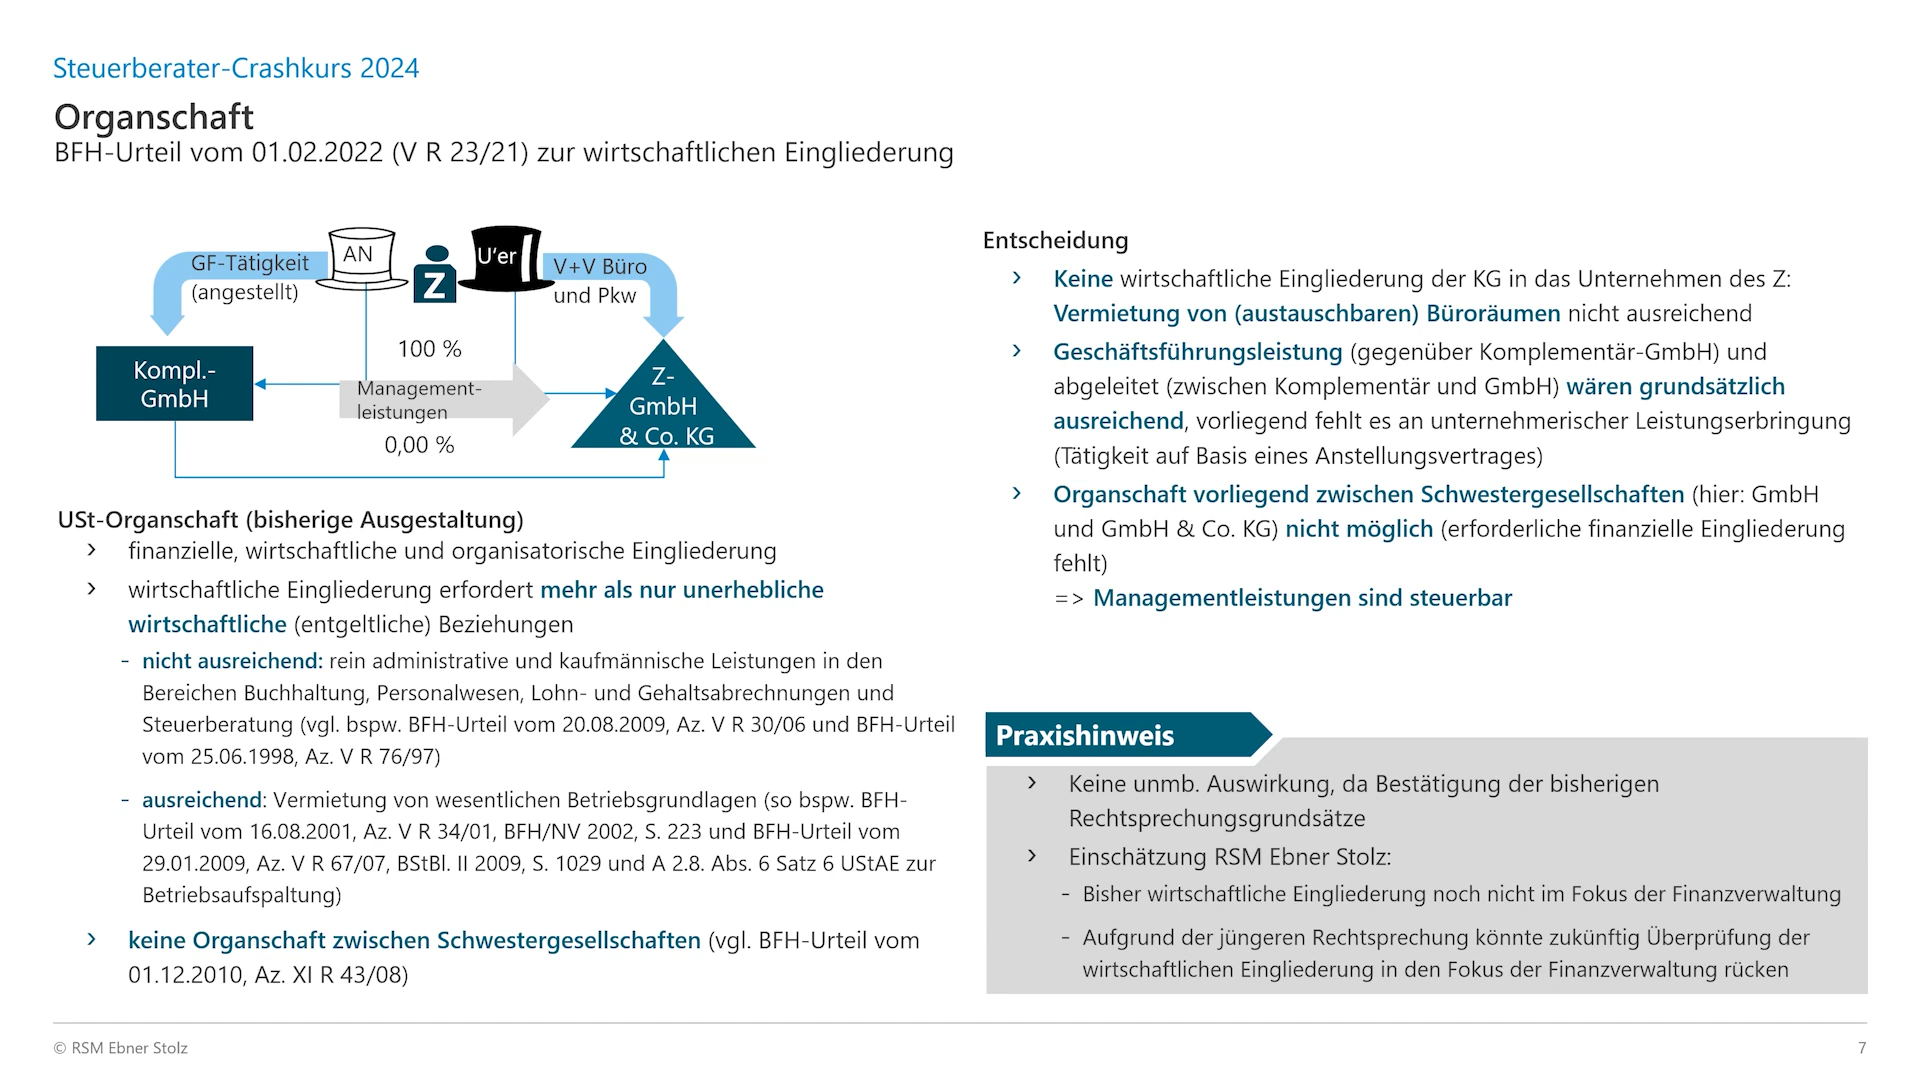 Steuerberater-Crashkurs 2024
Organschaft
BFH-Urteil vom 01.02.2022 (V R 23/21) zur wirtschaftlichen Eingliederung
GF-Tätigkeit
(angestellt)
AN
Z
U'er
V+V Büro
und Pkw
100 %
Kompl.-
GmbH
Management-
leistungen
0,00 %
Z-
GmbH
& Co. KG
USt-Organschaft (bisherige Ausgestaltung)
› finanzielle, wirtschaftliche und organisatorische Eingliederung
› wirtschaftliche Eingliederung erfordert mehr als nur unerhebliche
wirtschaftliche (entgeltliche) Beziehungen
- nicht ausreichend: rein administrative und kaufmännische Leistungen in den
Bereichen Buchhaltung, Personalwesen, Lohn- und Gehaltsabrechnungen und
Steuerberatung (vgl. bspw. BFH-Urteil vom 20.08.2009, Az. V R 30/06 und BFH-Urteil
vom 25.06.1998, Az. V R 76/97)
- ausreichend: Vermietung von wesentlichen Betriebsgrundlagen (so bspw. BFH-
Urteil vom 16.08.2001, Az. V R 34/01, BFH/NV 2002, S. 223 und BFH-Urteil vom
29.01.2009, Az. V R 67/07, BStBl. II 2009, S. 1029 und A 2.8. Abs. 6 Satz 6 UStAE zur
Betriebsaufspaltung)
› keine Organschaft zwischen Schwestergesellschaften (vgl. BFH-Urteil vom
01.12.2010, Az. XI R 43/08)
Entscheidung
› Keine wirtschaftliche Eingliederung der KG in das Unternehmen des Z:
Vermietung von (austauschbaren) Büroräumen nicht ausreichend
› Geschäftsführungsleistung (gegenüber Komplementär-GmbH) und
abgeleitet (zwischen Komplementär und GmbH) wären grundsätzlich
ausreichend, vorliegend fehlt es an unternehmerischer Leistungserbringung
(Tätigkeit auf Basis eines Anstellungsvertrages)
› Organschaft vorliegend zwischen Schwestergesellschaften (hier: GmbH
und GmbH & Co. KG) nicht möglich (erforderliche finanzielle Eingliederung
fehlt)
=> Managementleistungen sind steuerbar
Praxishinweis
› Keine unmb. Auswirkung, da Bestätigung der bisherigen
Rechtsprechungsgrundsätze
› Einschätzung RSM Ebner Stolz:
- Bisher wirtschaftliche Eingliederung noch nicht im Fokus der Finanzverwaltung
- Aufgrund der jüngeren Rechtsprechung könnte zukünftig Überprüfung der
wirtschaftlichen Eingliederung in den Fokus der Finanzverwaltung rücken
© RSM Ebner Stolz
7